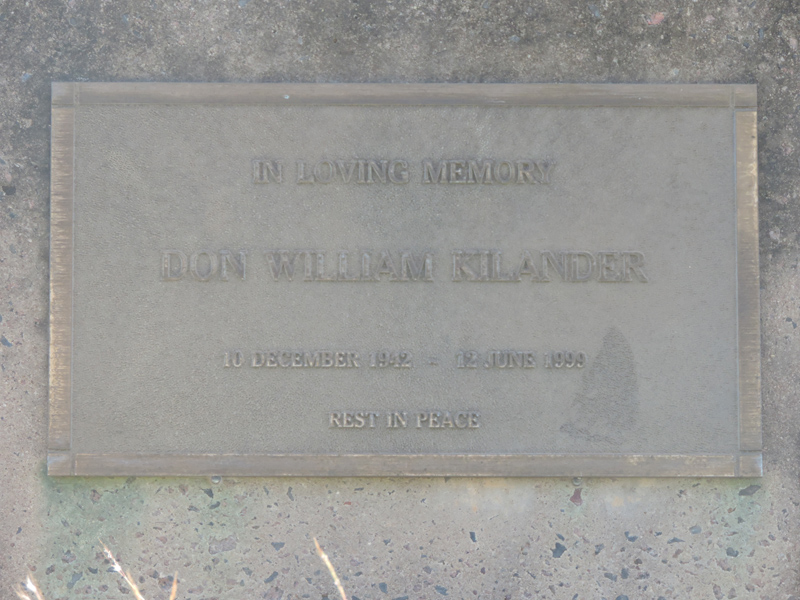 IN LOVING MEMORY
DON WILLIAM KILANDER
10 DECEMBER 1942 - 12 JUNE 1999
REST IN PEACE